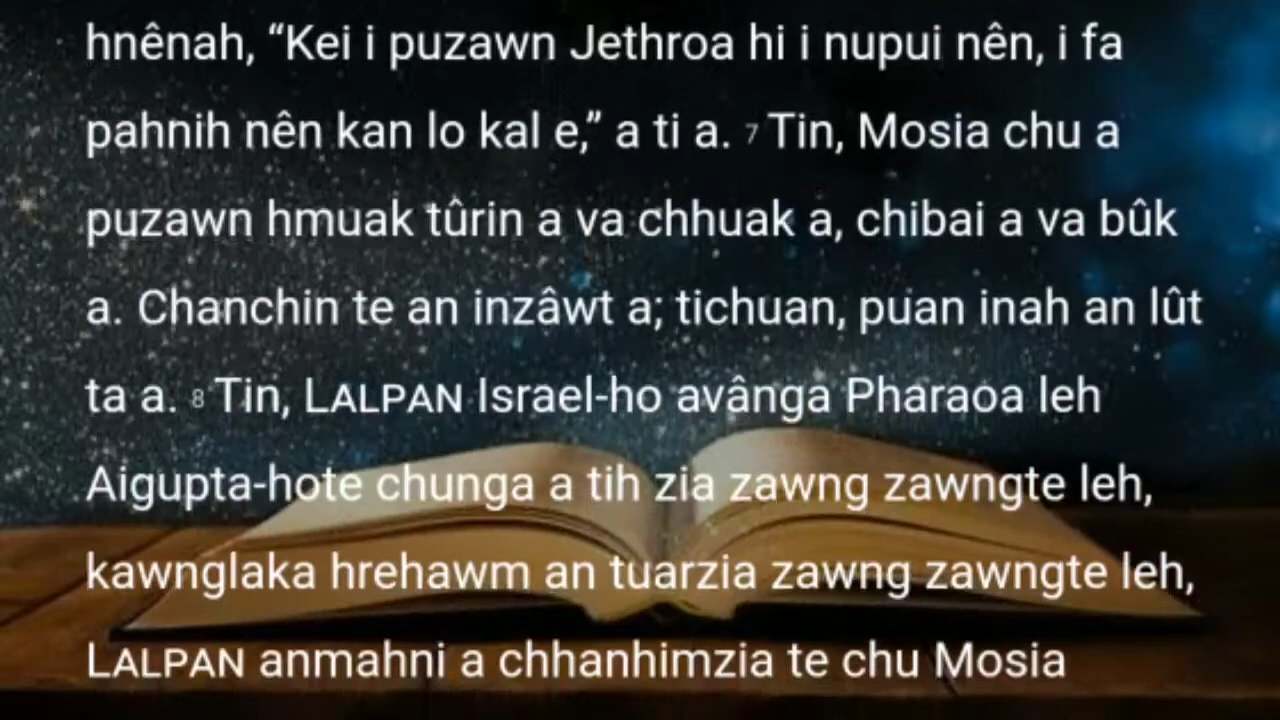 hnênah, “Kei i puzawn Jethroa hi i nupui nên, i fa
pahnih nên kan lo kal e,” a ti a. 7 Tin, Mosia chu a
puzawn hmuak tûrin a va chhuak a, chibai a va bûk
a. Chanchin te an inzâwt a; tichuan, puan inah an lût
ta a. 8 Tin, LALPAN Israel-ho avânga Pharaoa leh
Aigupta-hote chunga a tih zia zawng zawngte leh,
kawnglaka hrehawm an tuarzia zawng zawngte leh,
LALPAN anmahni a chhanhimzia te chu Mosia